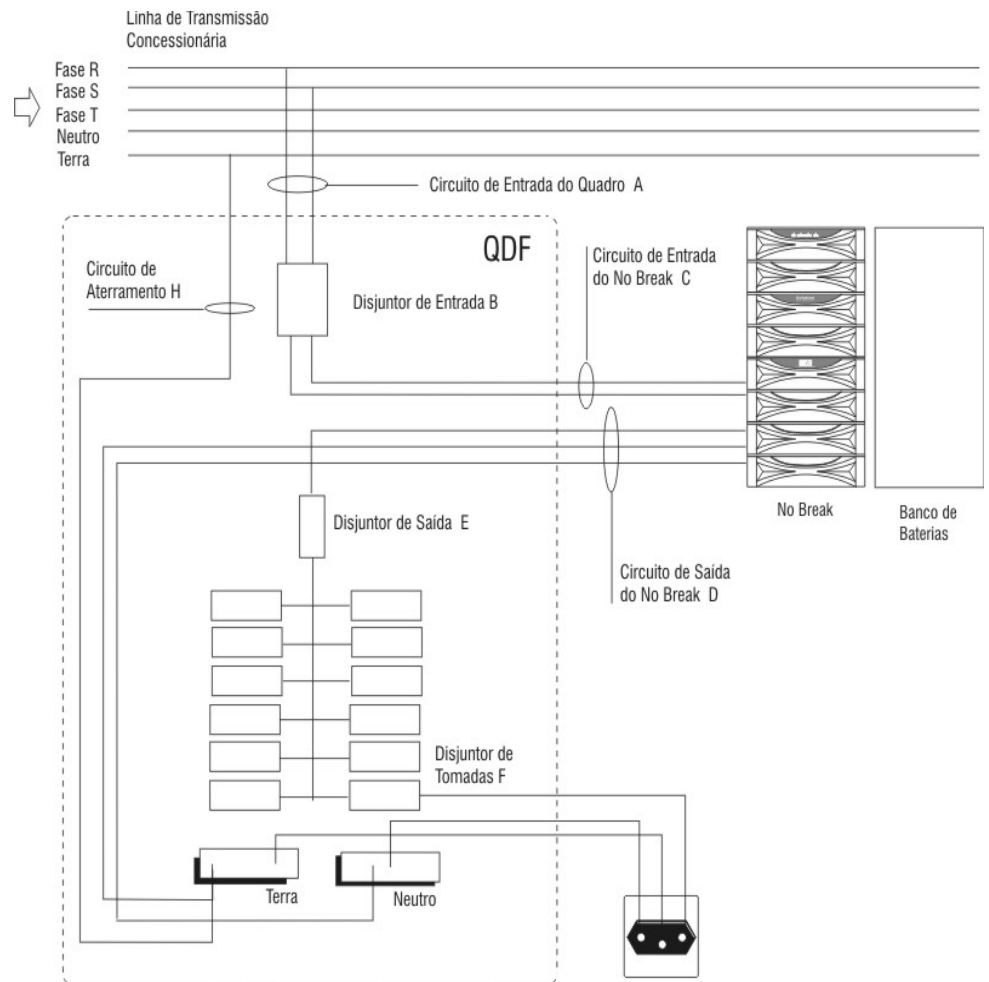 Linha de Transmissão
Concessionária
Fase R
Fase S
Fase T
Neutro
Terra
Circuito de Entrada do Quadro A
QDF
Circuito de
Aterramento H
Disjuntor de Entrada B
Circuito de Entrada
do No Break C
No Break
Banco de
Baterias
Disjuntor de Saída E
Circuito de Saída
do No Break D
Disjuntor de
Tomadas F
Terra
Neutro